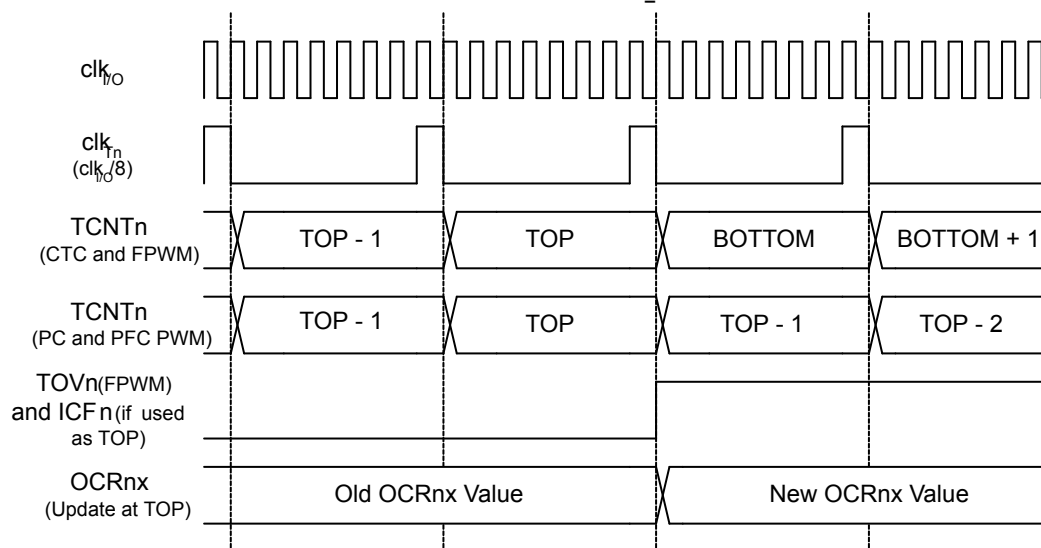 clkI/O
clkTn
(clkI/O/8)
TCNTn
(CTC and FPWM)
TOP - 1
TOP
BOTTOM
BOTTOM + 1
TCNTn
(PC and PFC PWM)
TOP - 1
TOP
TOP - 1
TOP - 2
TOVn(FPWM)
and ICFn(if used
as TOP)
OCRnx
(Update at TOP)
Old OCRnx Value
New OCRnx Value